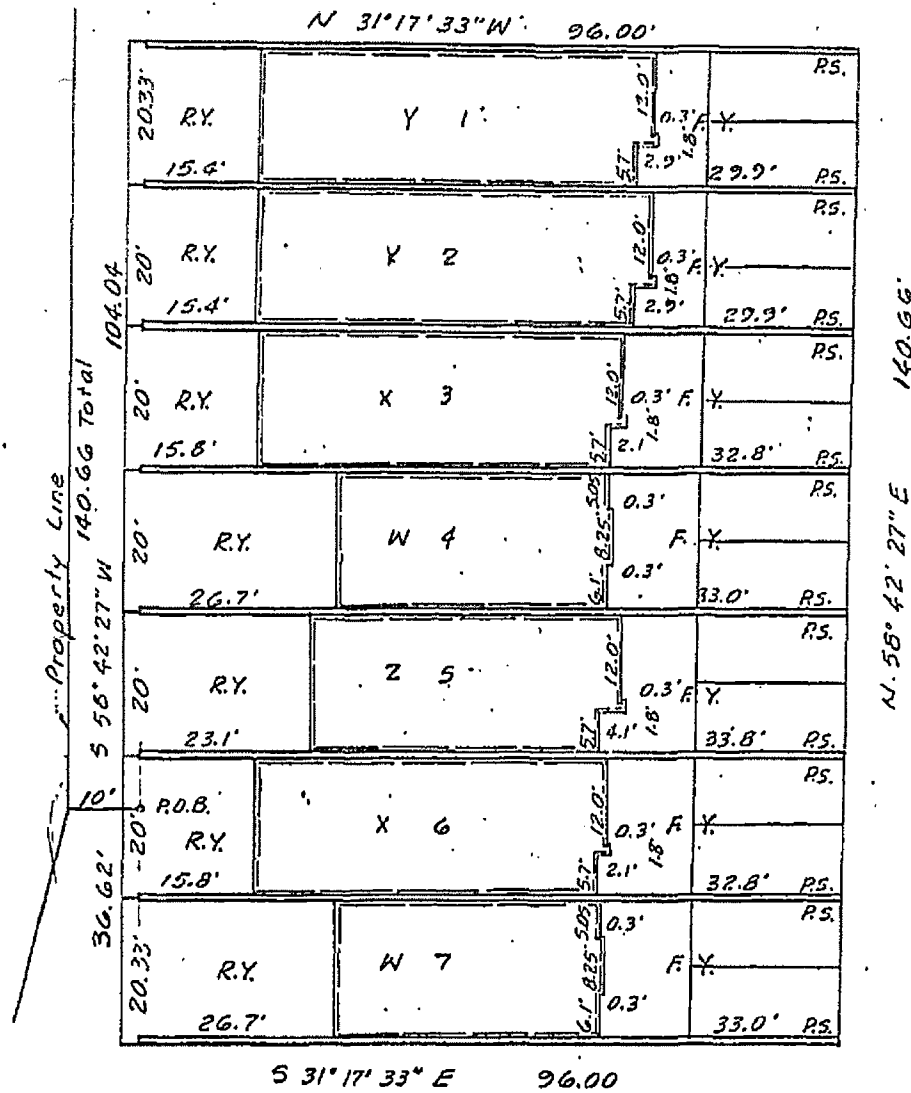 N 31°17'33"W. 96.00'
20.33' R.Y. 15.4' Y 1 12.0' 0.3' 1.8' 2.9' 5.7' F. Y. 29.9' P.S. P.S.
20' R.Y. 15.4' Y 2 12.0' 0.3' 1.8' 2.9' 5.7' F. Y. 29.9' P.S. P.S.
20' R.Y. 15.8' X 3 12.0' 0.3' 1.8' 2.1' 5.7' F. Y. 32.8' P.S. P.S.
20' R.Y. 26.7' W 4 5.05 8.25 6.1' 0.3' 0.3' F. Y. 33.0' P.S. P.S.
20' R.Y. 23.1' Z 5 12.0' 0.3' 1.8' 4.1' 5.7' F. Y. 33.8' P.S. P.S.
20' P.O.B. R.Y. 15.8' X 6 12.0' 0.3' 1.8' 2.1' 5.7' F. Y. 32.8' P.S. P.S.
20.33' R.Y. 26.7' W 7 5.05 8.25 6.1' 0.3' 0.3' F. Y. 33.0' P.S. P.S.
S 31°17'33" E 96.00
Property Line
140.66 Total
S 58°42'27" W
104.04
36.62'
10'
140.66'
N. 58° 42' 27" E